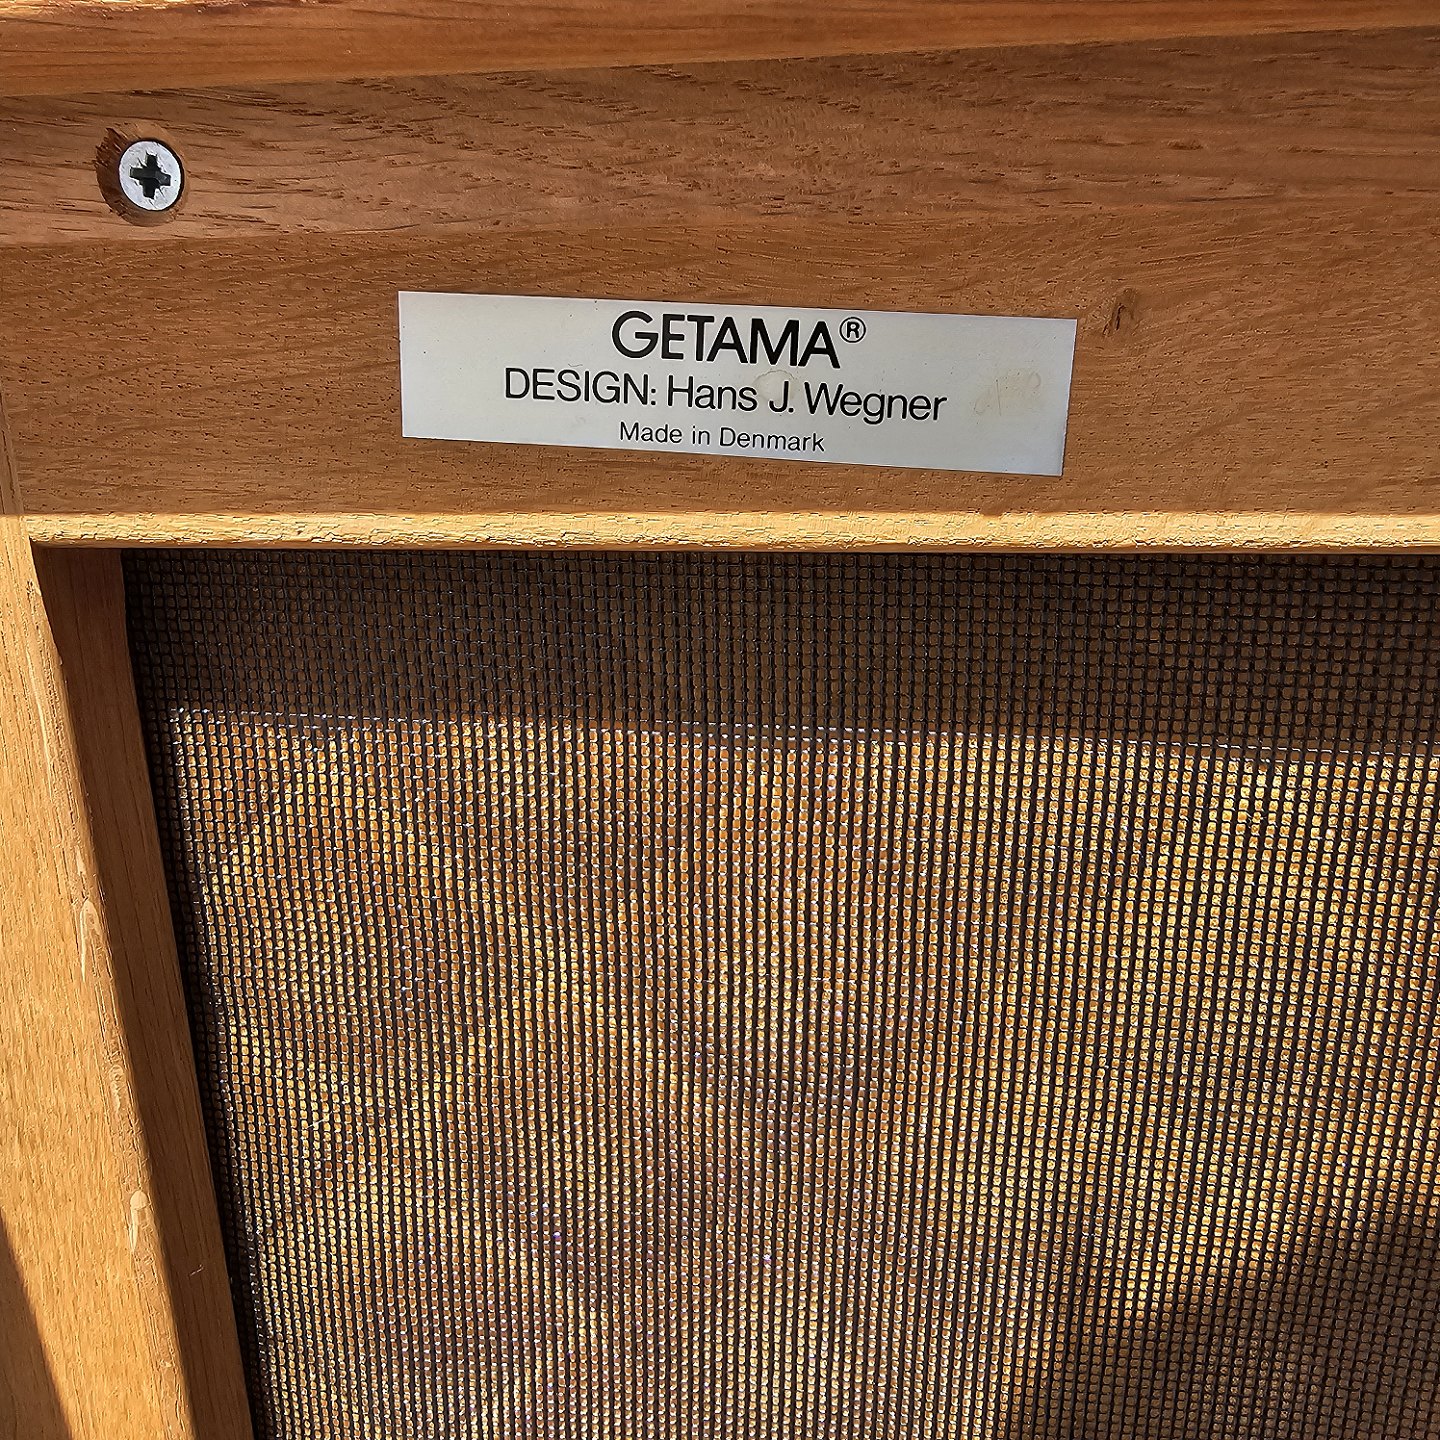 GETAMA®
DESIGN: Hans J. Wegner
Made in Denmark